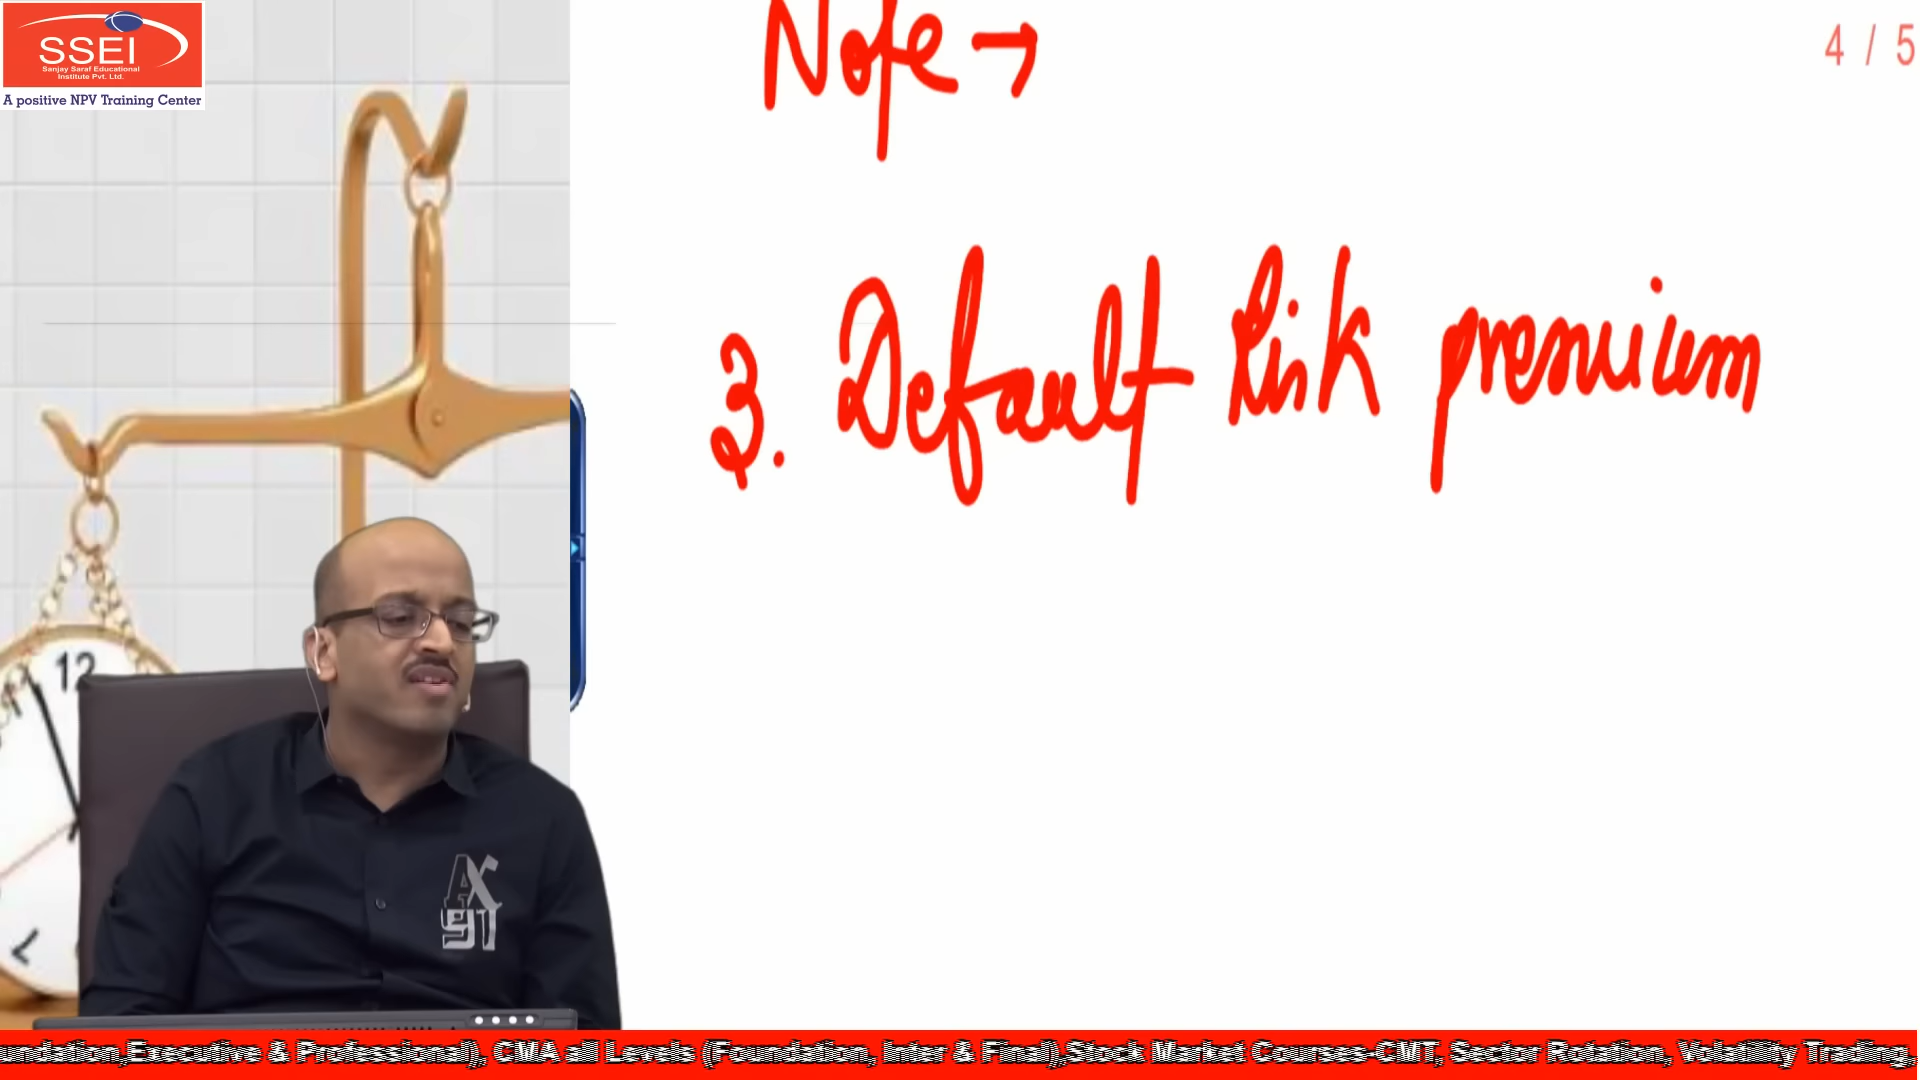 SSEI
Sanjay Saraf Educational
Institute Pvt. Ltd.
A positive NPV Training Center
Note →
4 / 5
3. Default Risk premium
12
AX
undation,Executive & Professional), CMA all Levels (Foundation, Inter & Final),Stock Market Courses-CMT, Sector Rotation, Volatility Trading,